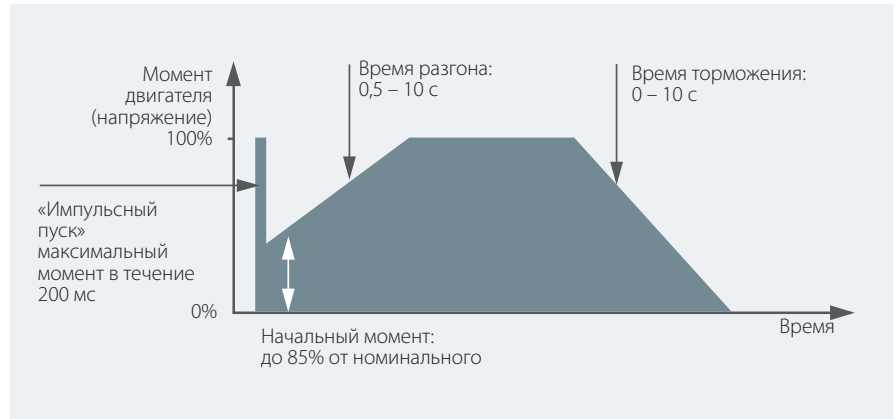 Момент
двигателя
(напряжение)
100%
Время разгона:
0,5 – 10 с
Время торможения:
0 – 10 с
«Импульсный
пуск»
максимальный
момент в течение
200 мс
0%
Время
Начальный момент:
до 85% от номинального